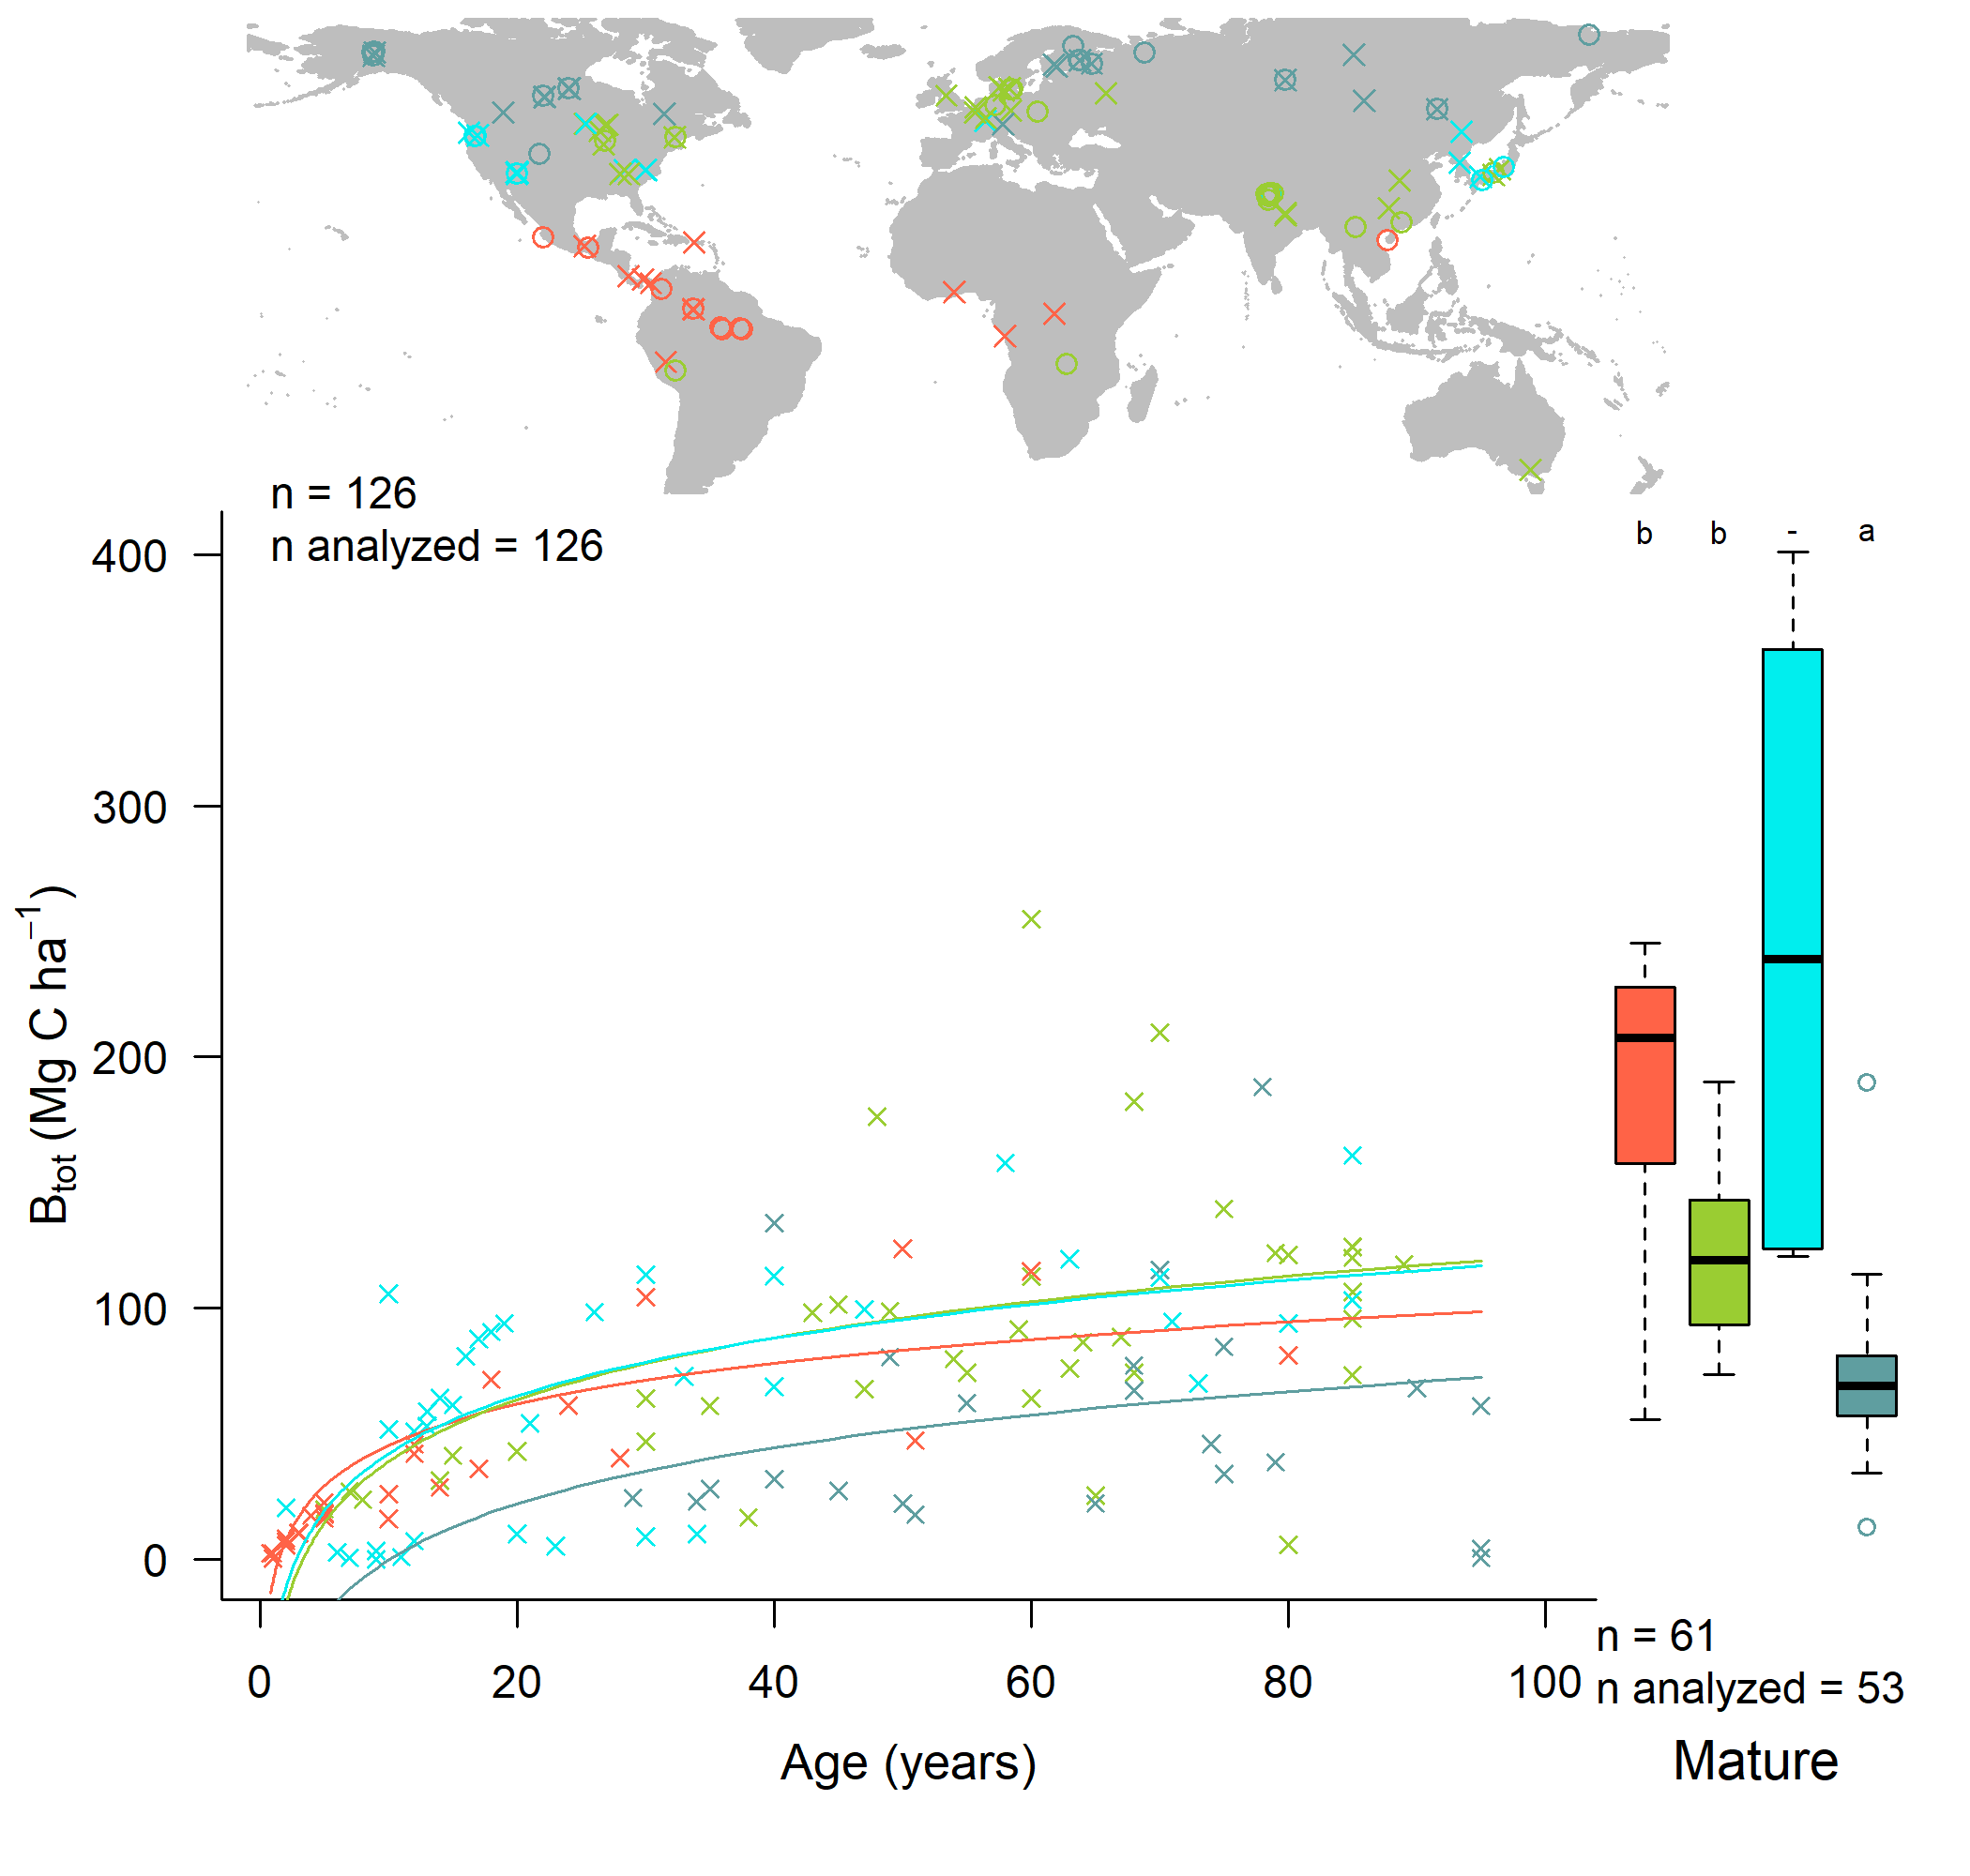 n = 126
n analyzed = 126
b b - a
400
300
200
100
0
B_tot (Mg C ha⁻¹)
0 20 40 60 80 100
n = 61
n analyzed = 53
Age (years)
Mature